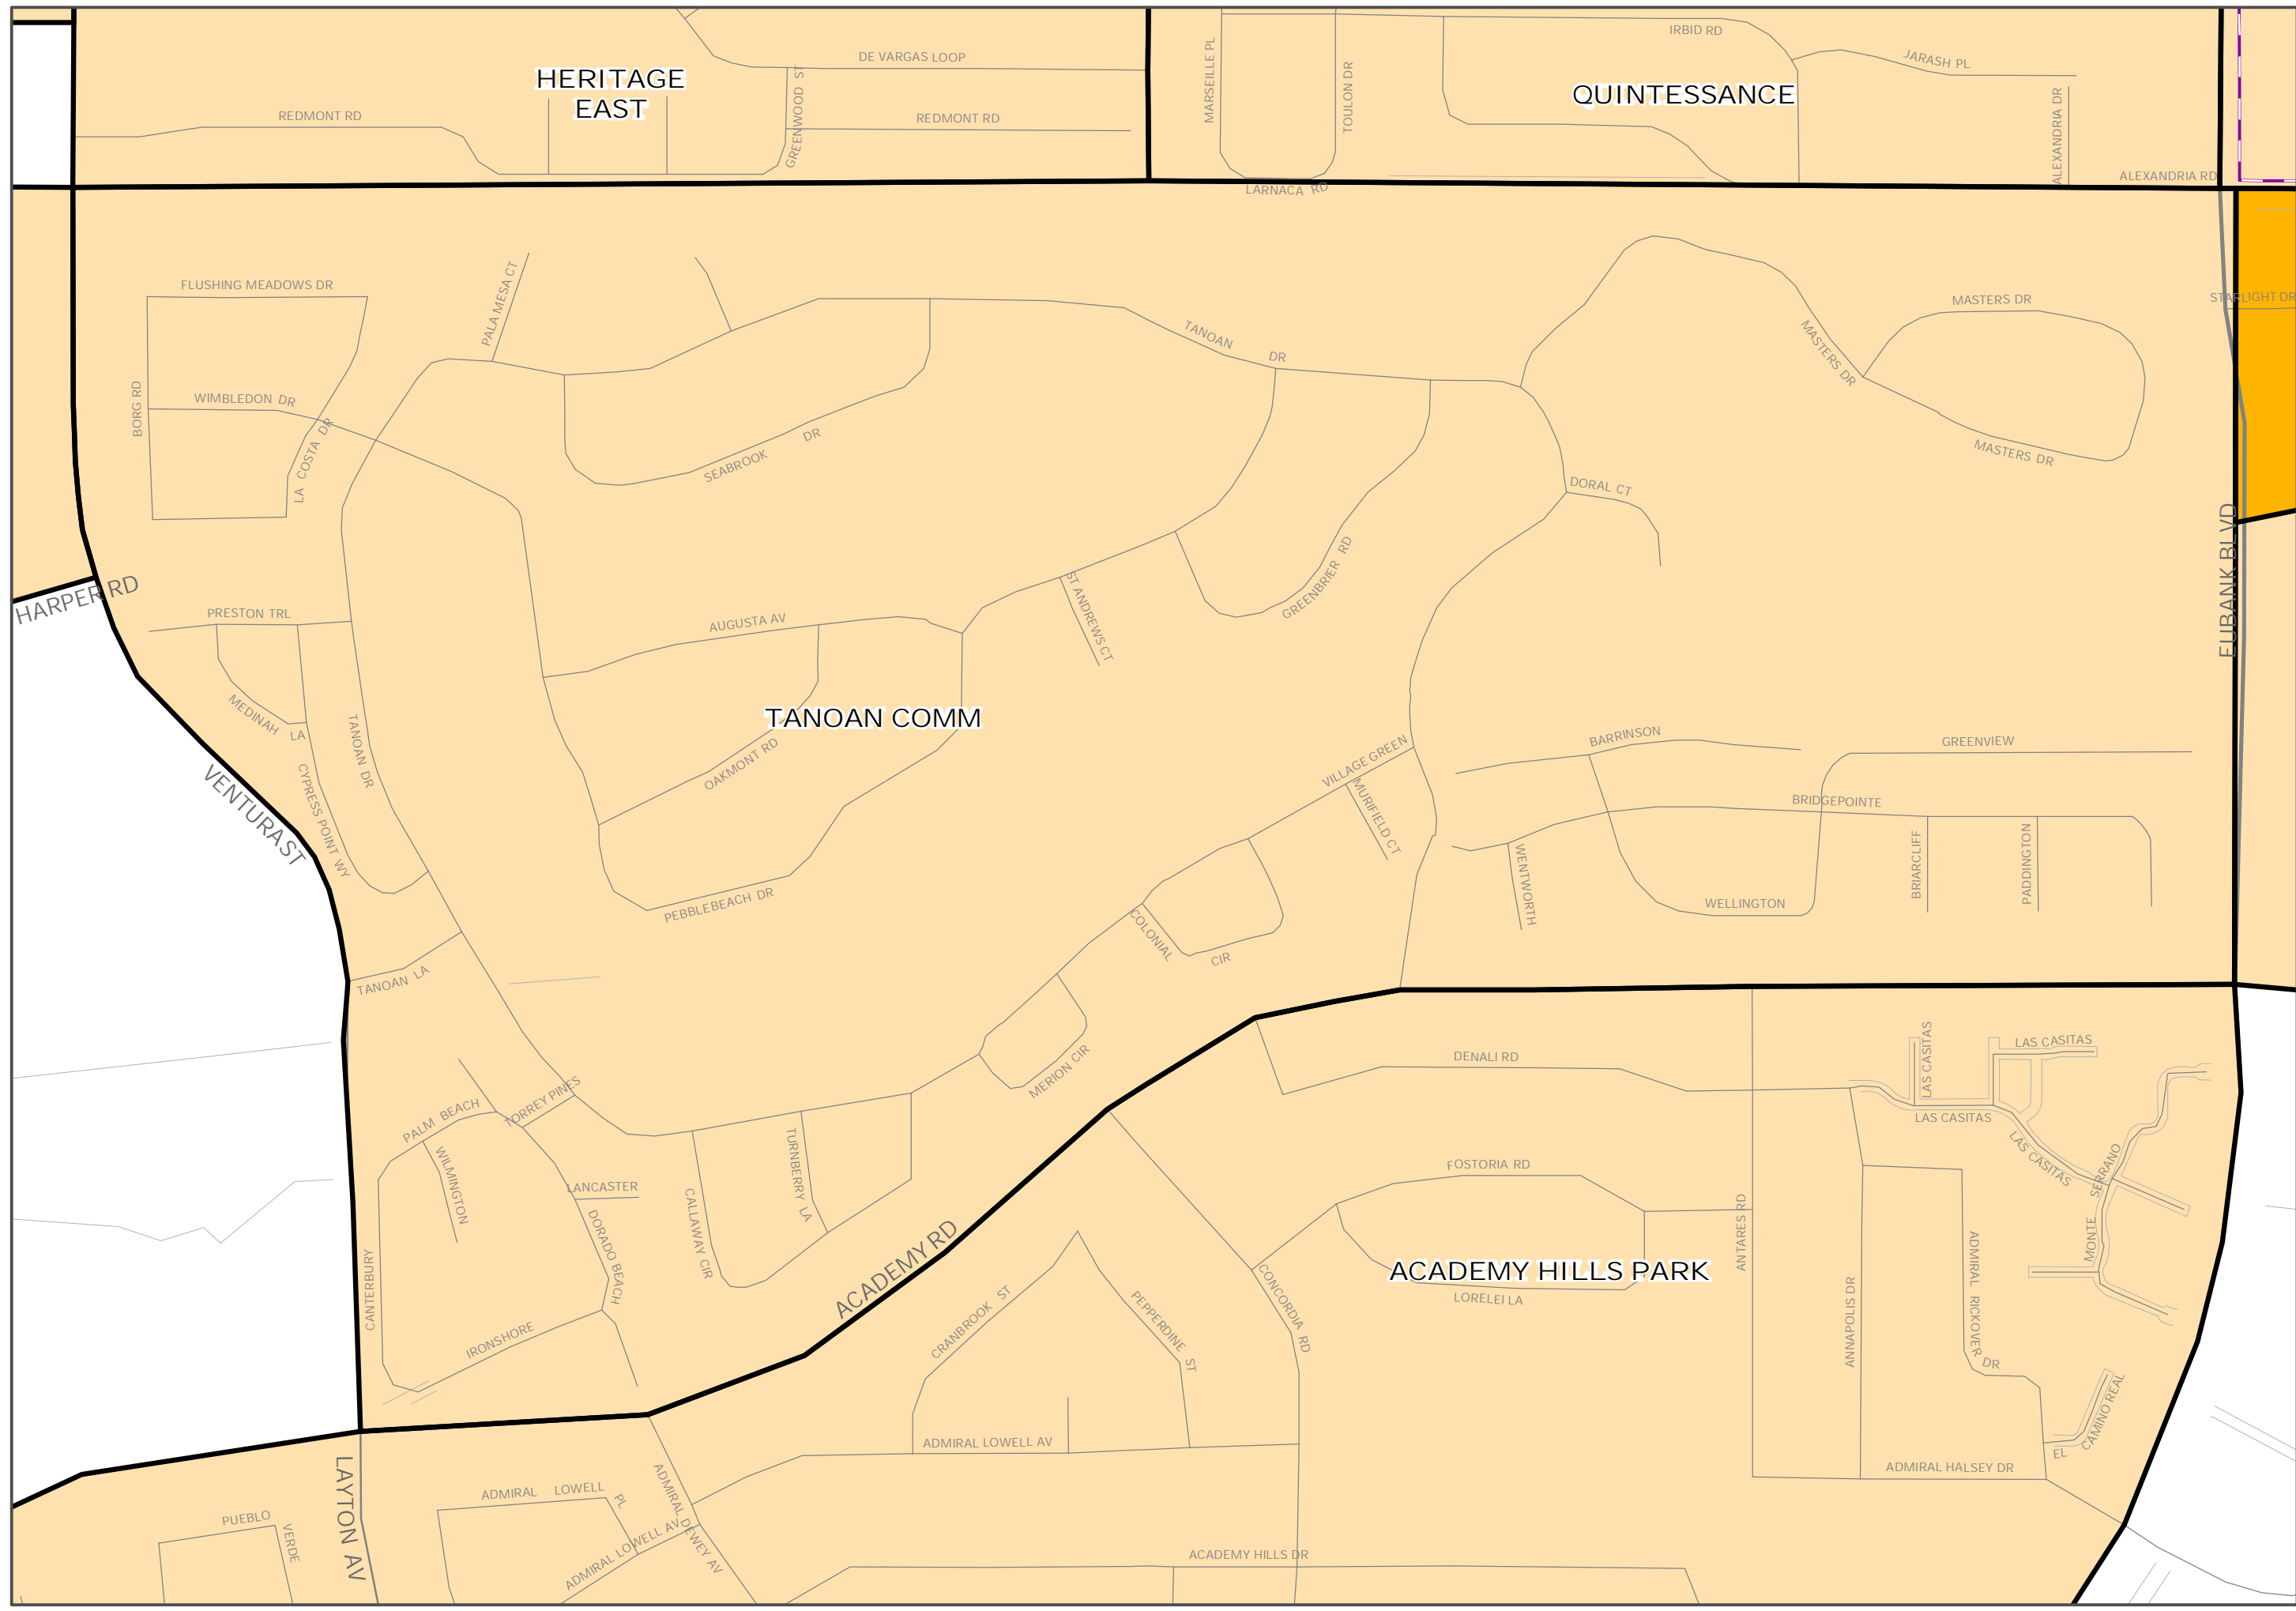 IRBID RD
DE VARGAS LOOP
JARASH PL
HERITAGE
EAST
QUINTESSANCE
MARSEILLE PL
TOULON DR
GREENWOOD ST
REDMONT RD
REDMONT RD
ALEXANDRIA DR
ALEXANDRIA RD
LARNACA RD
FLUSHING MEADOWS DR
PALA MESA CT
MASTERS DR
STARLIGHT DR
TANOAN DR
MASTERS DR
BORG RD
WIMBLEDON DR
LA COSTA DR
SEABROOK DR
MASTERS DR
DORAL CT
EUBANK BLVD
HARPER RD
GREENBRIER RD
ST ANDREWS CT
PRESTON TRL
AUGUSTA AV
MEDINAH LA
TANOAN COMM
TANOAN DR
OAKMONT RD
VILLAGE GREEN
BARRINSON
GREENVIEW
VENTURA ST
CYPRESS POINT WY
MURIFIELD CT
BRIDGEPOINTE
WENTWORTH
BRIARCLIFF
PADDINGTON
PEBBLEBEACH DR
WELLINGTON
COLONIAL CIR
TANOAN LA
MERION CIR
DENALI RD
LAS CASITAS
LAS CASITAS
LAS CASITAS
LAS CASITAS
PALM BEACH
TORREY PINES
WILMINGTON
TURNBERRY LA
FOSTORIA RD
SERRANO
MONTE
LANCASTER
CALLAWAY CIR
DORADO BEACH
ACADEMY RD
ANTARES RD
ACADEMY HILLS PARK
LORELEI LA
CANTERBURY
IRONSHORE
CRANBROOK ST
PEPPERDINE ST
CONCORDIA RD
ANNAPOLIS DR
ADMIRAL RICKOVER DR
EL CAMINO REAL
ADMIRAL LOWELL AV
ADMIRAL HALSEY DR
LAYTON AV
ADMIRAL LOWELL PL
ADMIRAL DEWEY AV
ADMIRAL LOWELL AV
PUEBLO VERDE
ACADEMY HILLS DR